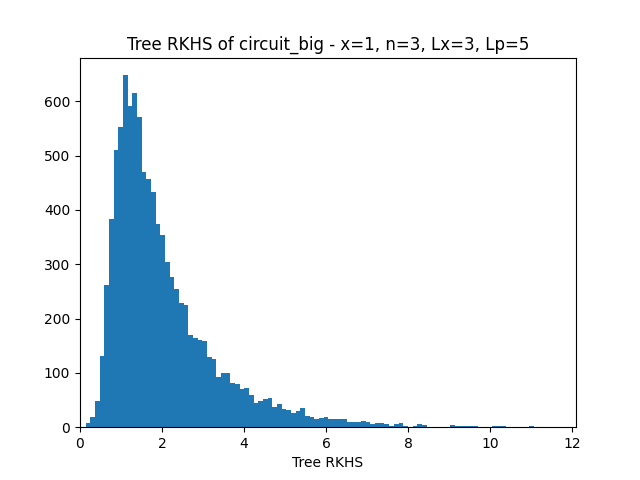 Tree RKHS of circuit_big - x=1, n=3, Lx=3, Lp=5
600
500
400
300
200
100
0
0 2 4 6 8 10 12
Tree RKHS